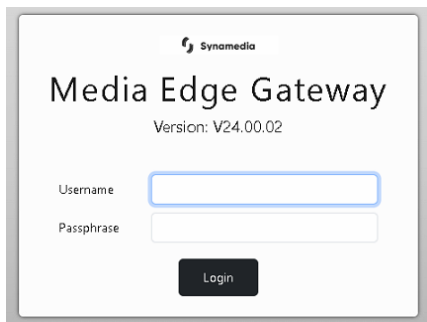 Synamedia
Media Edge Gateway
Version: V24.00.02
Username
Passphrase
Login